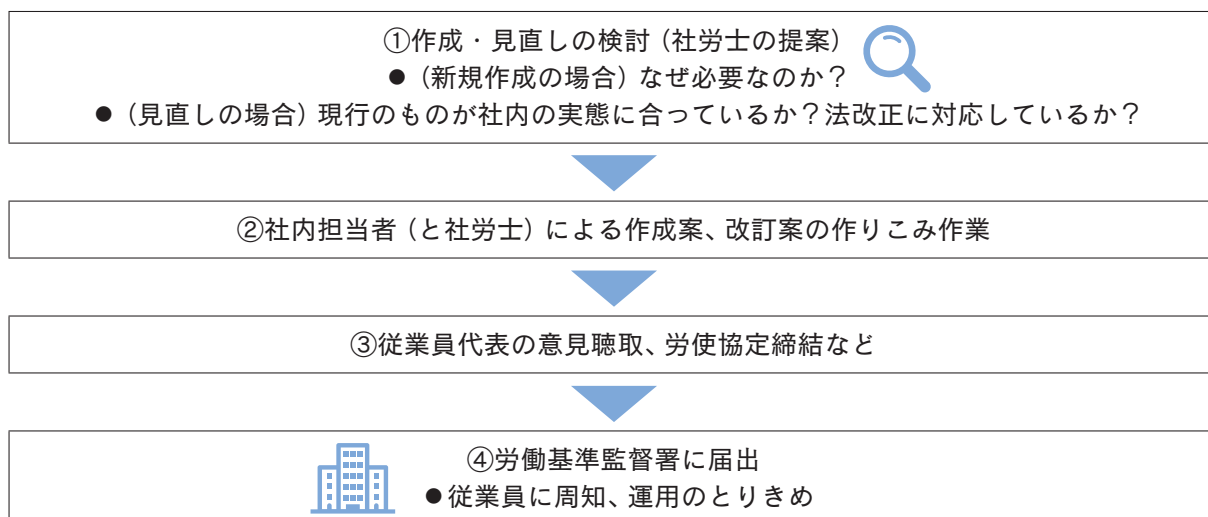 ①作成・見直しの検討（社労士の提案）
●（新規作成の場合）なぜ必要なのか？
●（見直しの場合）現行のものが社内の実態に合っているか？法改正に対応しているか？
②社内担当者（と社労士）による作成案、改訂案の作りこみ作業
③従業員代表の意見聴取、労使協定締結など
④労働基準監督署に届出
●従業員に周知、運用のとりきめ